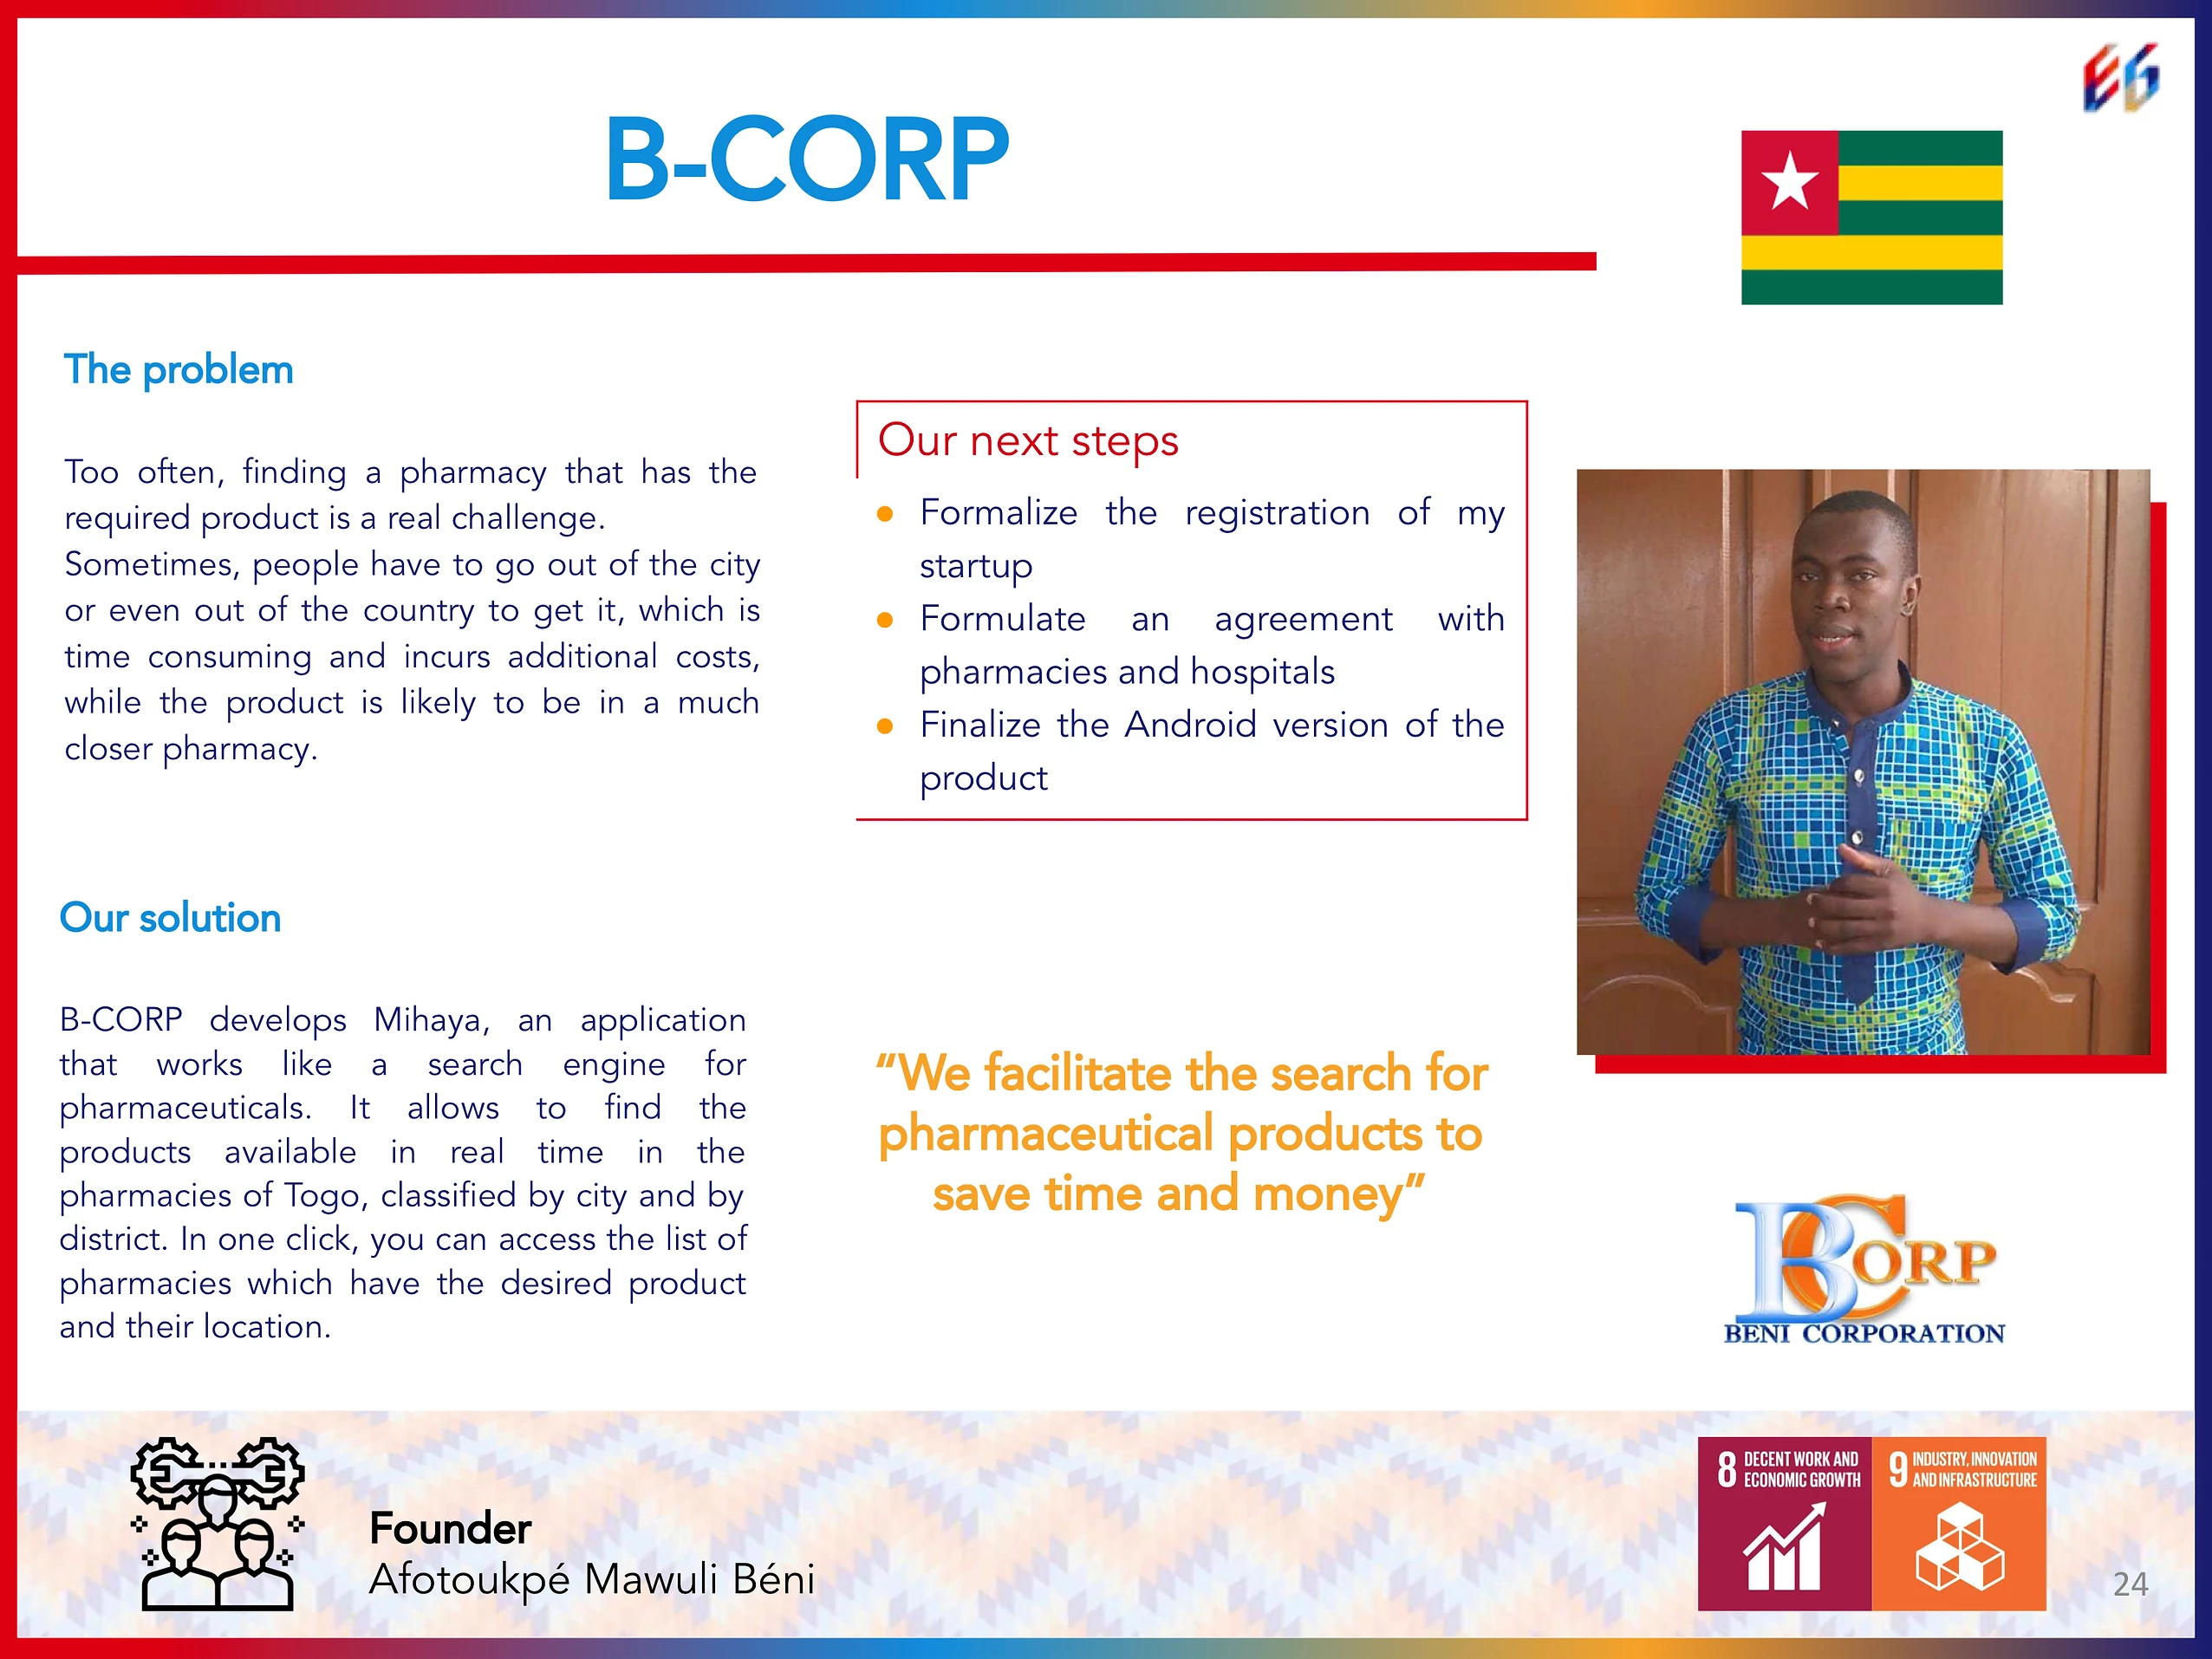 EG
B-CORP
The problem
Too often, finding a pharmacy that has the
required product is a real challenge.
Sometimes, people have to go out of the city
or even out of the country to get it, which is
time consuming and incurs additional costs,
while the product is likely to be in a much
closer pharmacy.
Our solution
B-CORP develops Mihaya, an application
that works like a search engine for
pharmaceuticals. It allows to find the
products available in real time in the
pharmacies of Togo, classified by city and by
district. In one click, you can access the list of
pharmacies which have the desired product
and their location.
Our next steps
● Formalize the registration of my
startup
● Formulate an agreement with
pharmacies and hospitals
● Finalize the Android version of the
product
“We facilitate the search for
pharmaceutical products to
save time and money”
BCORP
BENI CORPORATION
Founder
Afotoukpé Mawuli Béni
8 DECENT WORK AND
ECONOMIC GROWTH
9 INDUSTRY, INNOVATION
AND INFRASTRUCTURE
24